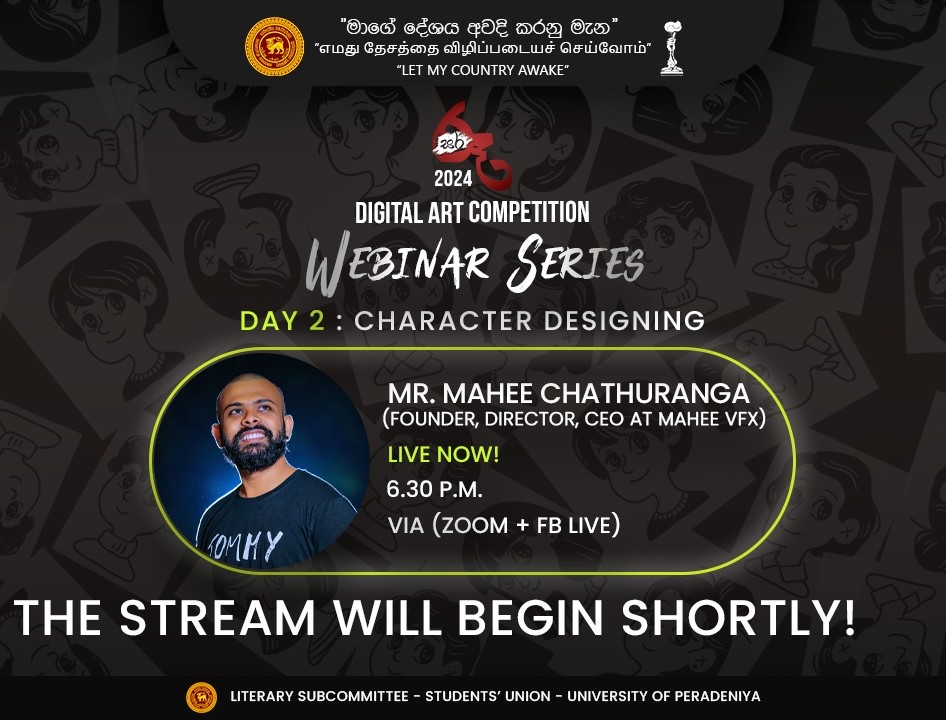 "මාගේ දේශය අවදි කරනු මැන"
"எமது தேசத்தை விழிப்படையச் செய்வோம்"
"LET MY COUNTRY AWAKE"
සර්
2024
DIGITAL ART COMPETITION
WEBINAR SERIES
DAY 2 : CHARACTER DESIGNING
MR. MAHEE CHATHURANGA
(FOUNDER, DIRECTOR, CEO AT MAHEE VFX)
LIVE NOW!
6.30 P.M.
VIA (ZOOM + FB LIVE)
TOMMY
THE STREAM WILL BEGIN SHORTLY!
LITERARY SUBCOMMITTEE - STUDENTS' UNION - UNIVERSITY OF PERADENIYA